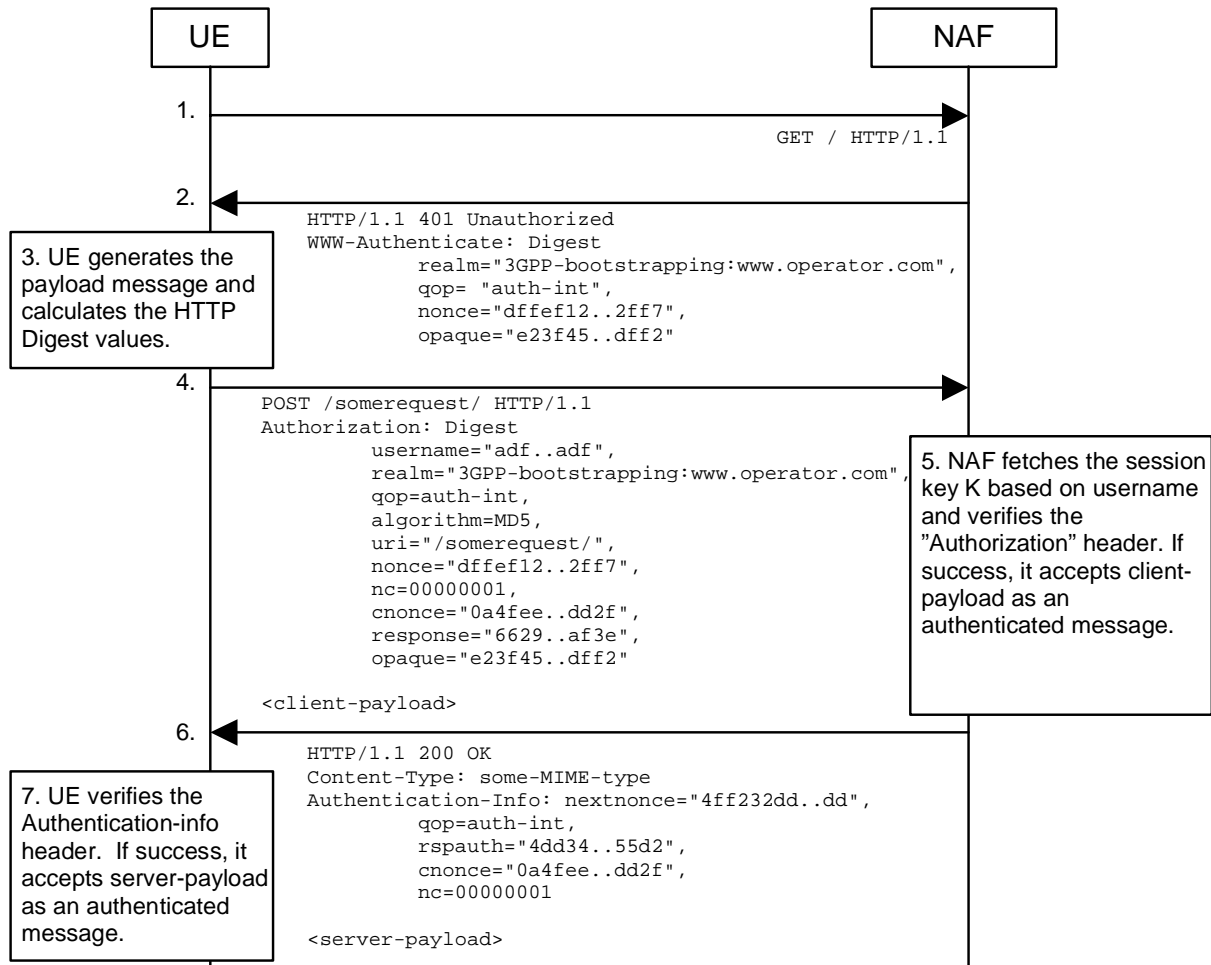 UE
NAF
1.
GET / HTTP/1.1
2.
HTTP/1.1 401 Unauthorized
WWW-Authenticate: Digest
realm="3GPP-bootstrapping:www.operator.com",
qop= "auth-int",
nonce="dffef12..2ff7",
opaque="e23f45..dff2"
3. UE generates the
payload message and
calculates the HTTP
Digest values.
4.
POST /somerequest/ HTTP/1.1
Authorization: Digest
username="adf..adf",
realm="3GPP-bootstrapping:www.operator.com",
qop=auth-int,
algorithm=MD5,
uri="/somerequest/",
nonce="dffef12..2ff7",
nc=00000001,
cnonce="0a4fee..dd2f",
response="6629..af3e",
opaque="e23f45..dff2"
<client-payload>
5. NAF fetches the session
key K based on username
and verifies the
”Authorization” header. If
success, it accepts client-
payload as an
authenticated message.
6.
HTTP/1.1 200 OK
Content-Type: some-MIME-type
Authentication-Info: nextnonce="4ff232dd..dd",
qop=auth-int,
rspauth="4dd34..55d2",
cnonce="0a4fee..dd2f",
nc=00000001
<server-payload>
7. UE verifies the
Authentication-info
header.  If success, it
accepts server-payload
as an authenticated
message.